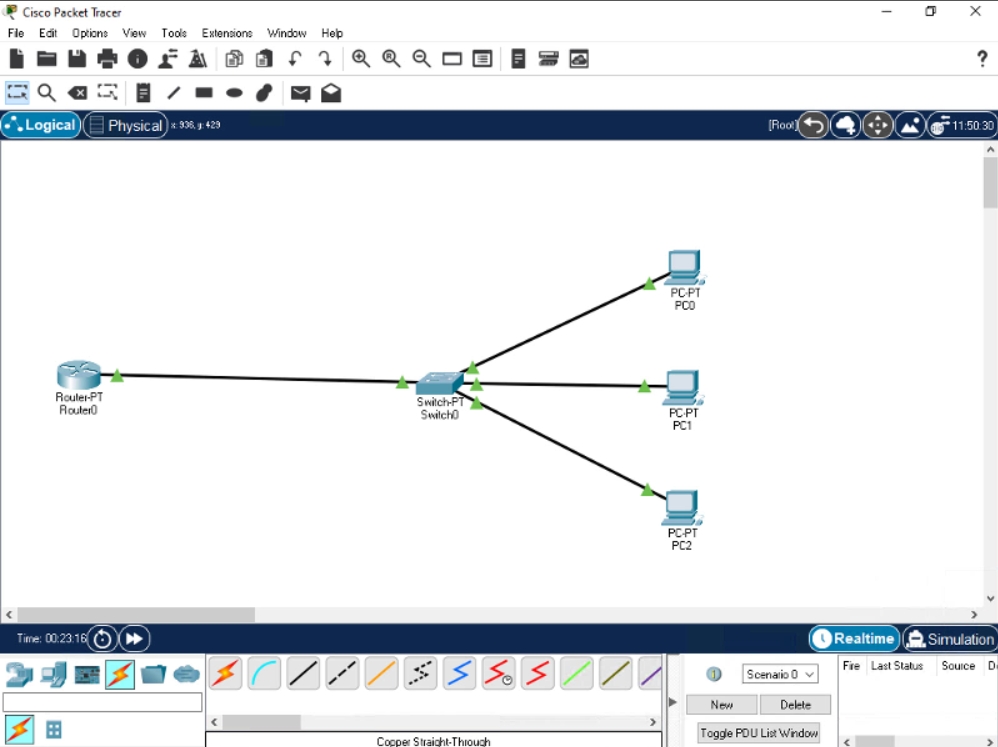 Cisco Packet Tracer
File Edit Options View Tools Extensions Window Help
?
Logical Physical x: 936, y: 429 [Root] 11:50:30
PC-PT
PC0
Router-PT
Router0
Switch-PT
Switch0
PC-PT
PC1
PC-PT
PC2
Time: 00:23:16 Realtime Simulation
Scenario 0
Fire Last Status Source D
New Delete
Toggle PDU List Window
Copper Straight-Through